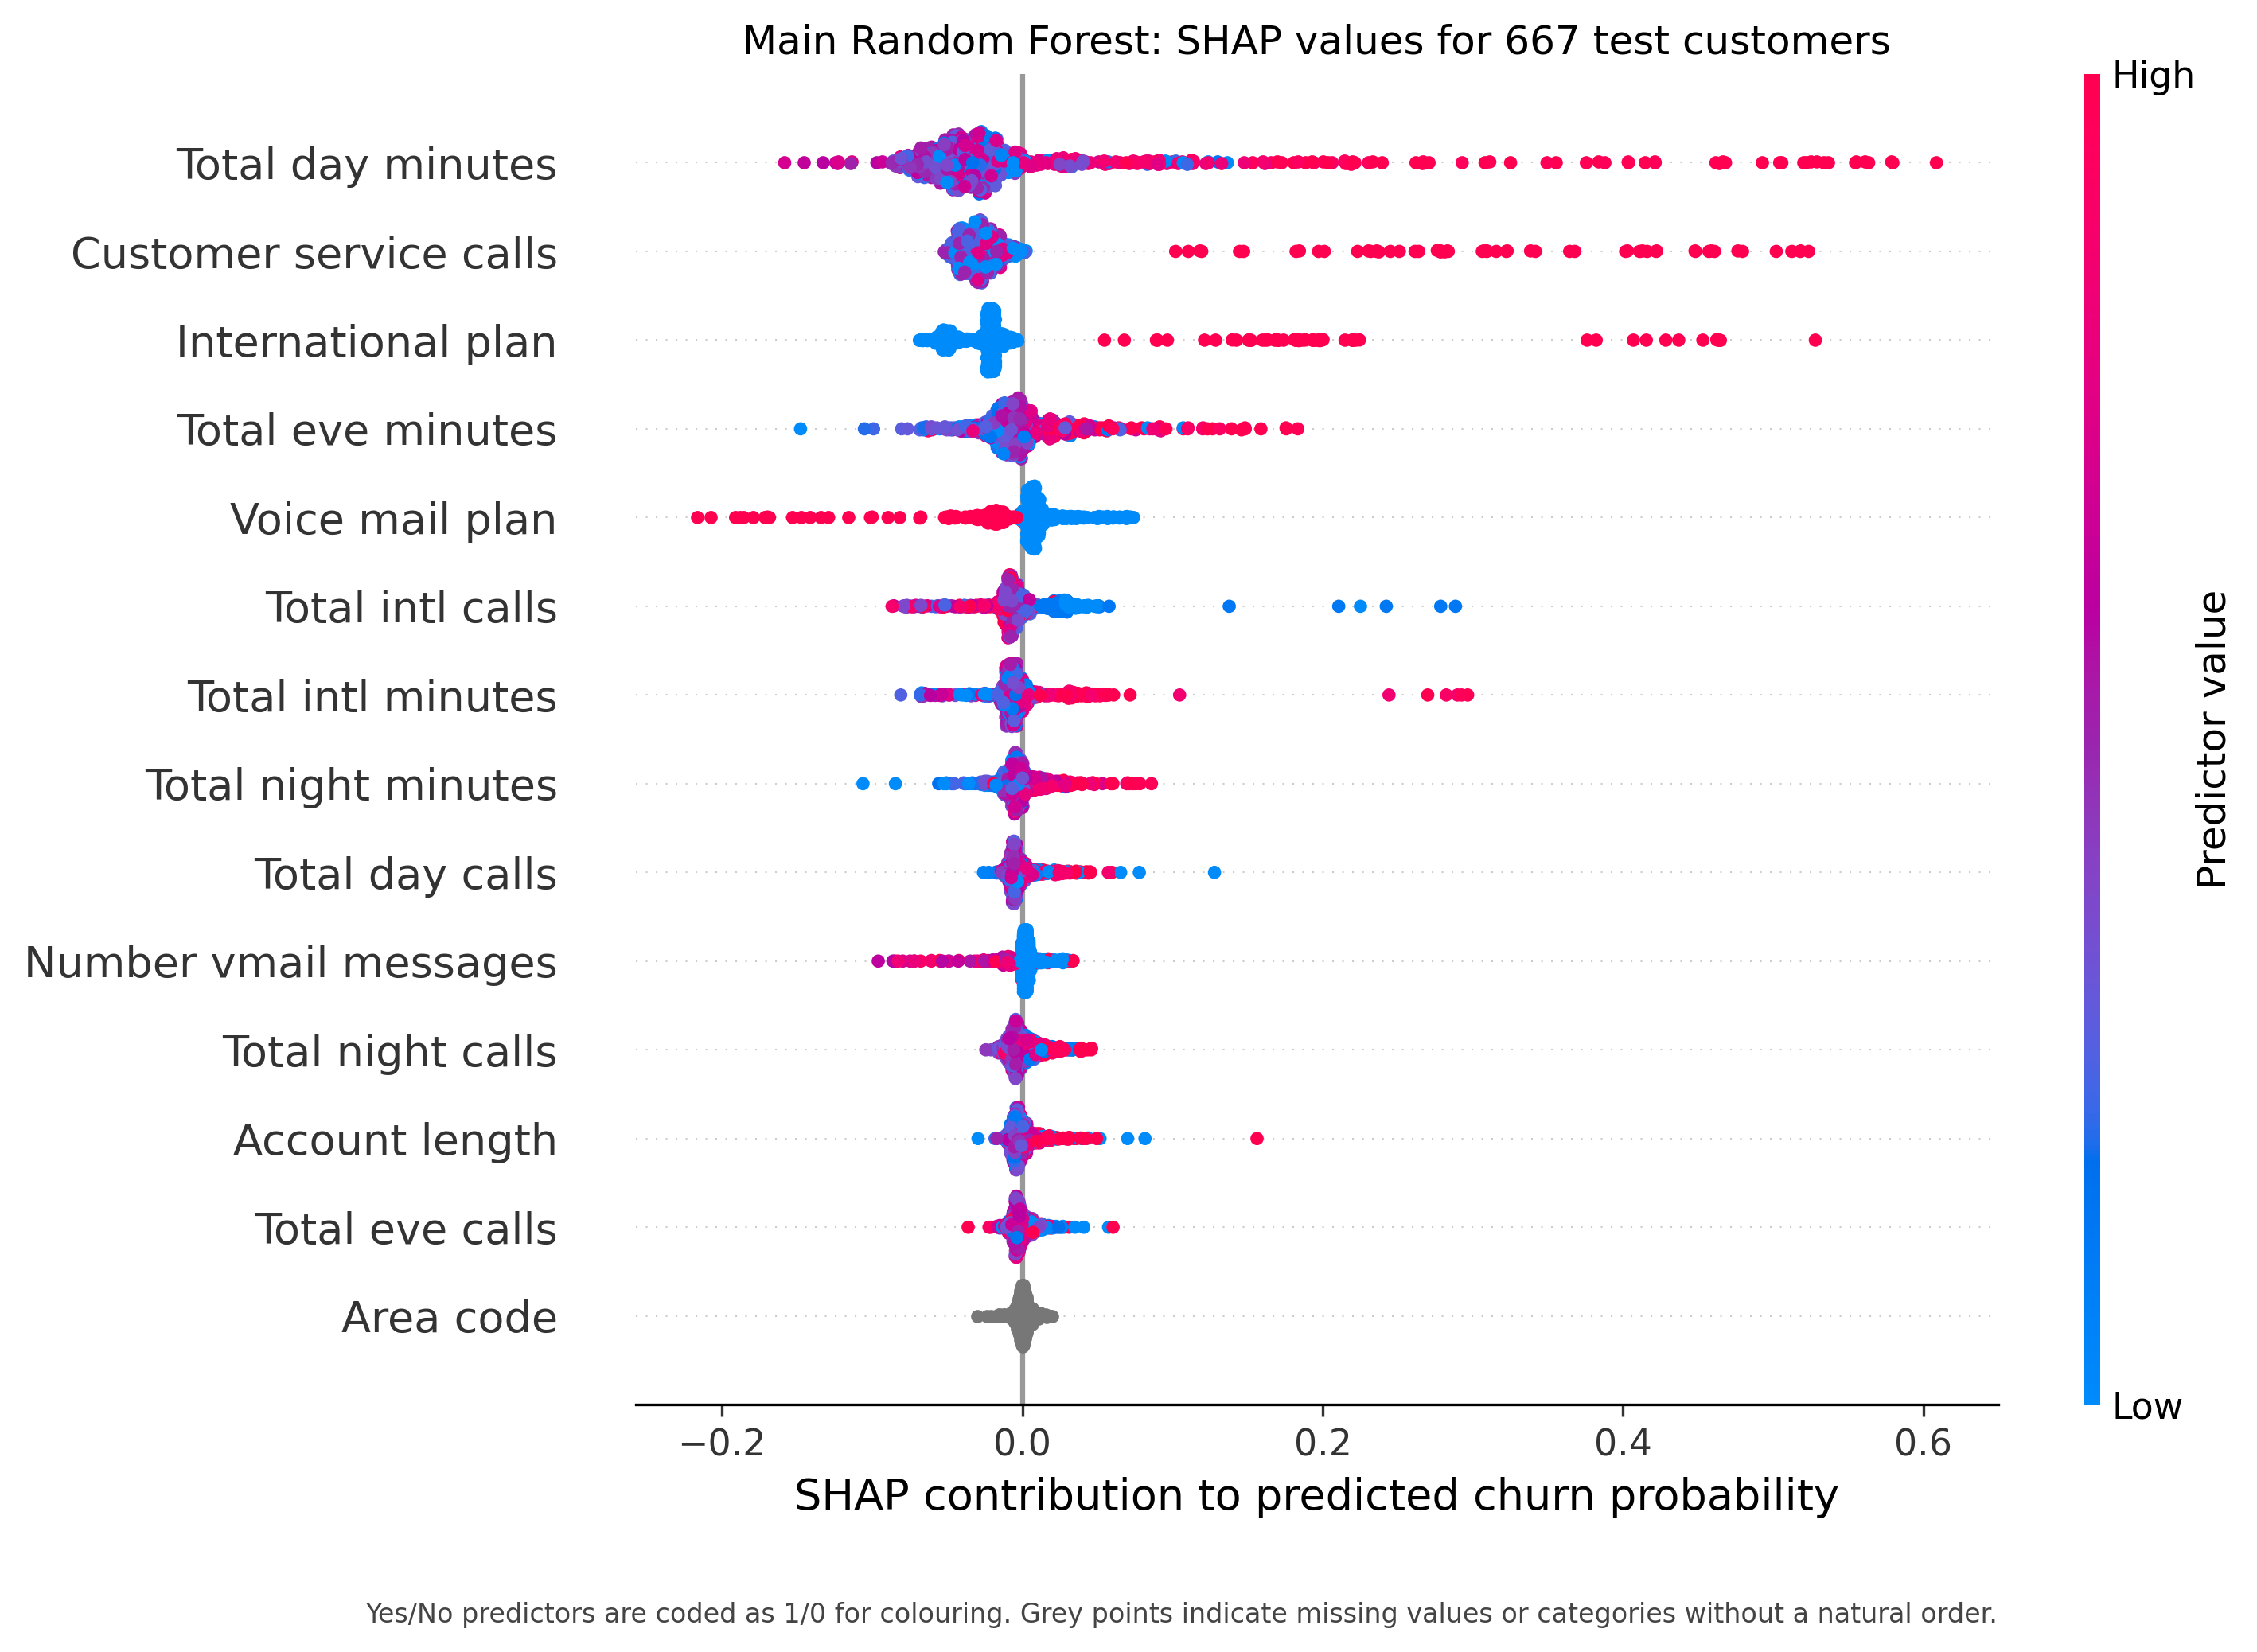 Main Random Forest: SHAP values for 667 test customers
High
Total day minutes
Customer service calls
International plan
Total eve minutes
Voice mail plan
Total intl calls
Total intl minutes
Total night minutes
Total day calls
Number vmail messages
Total night calls
Account length
Total eve calls
Area code
Predictor value
Low
−0.2 0.0 0.2 0.4 0.6
SHAP contribution to predicted churn probability
Yes/No predictors are coded as 1/0 for colouring. Grey points indicate missing values or categories without a natural order.